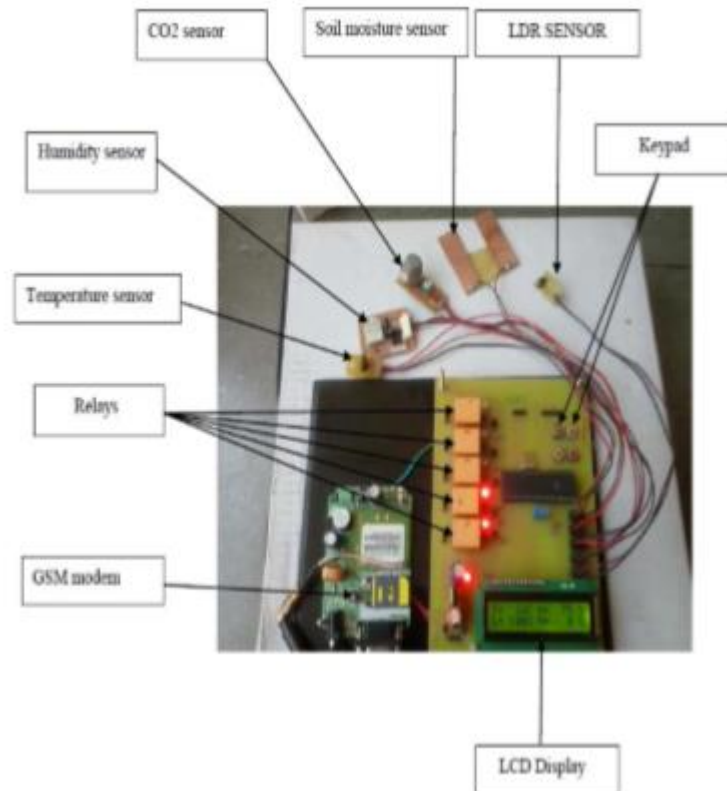 CO2 sensor
Soil moisture sensor
LDR SENSOR
Humidity sensor
Keypad
Temperature sensor
Relays
GSM modem
LCD Display